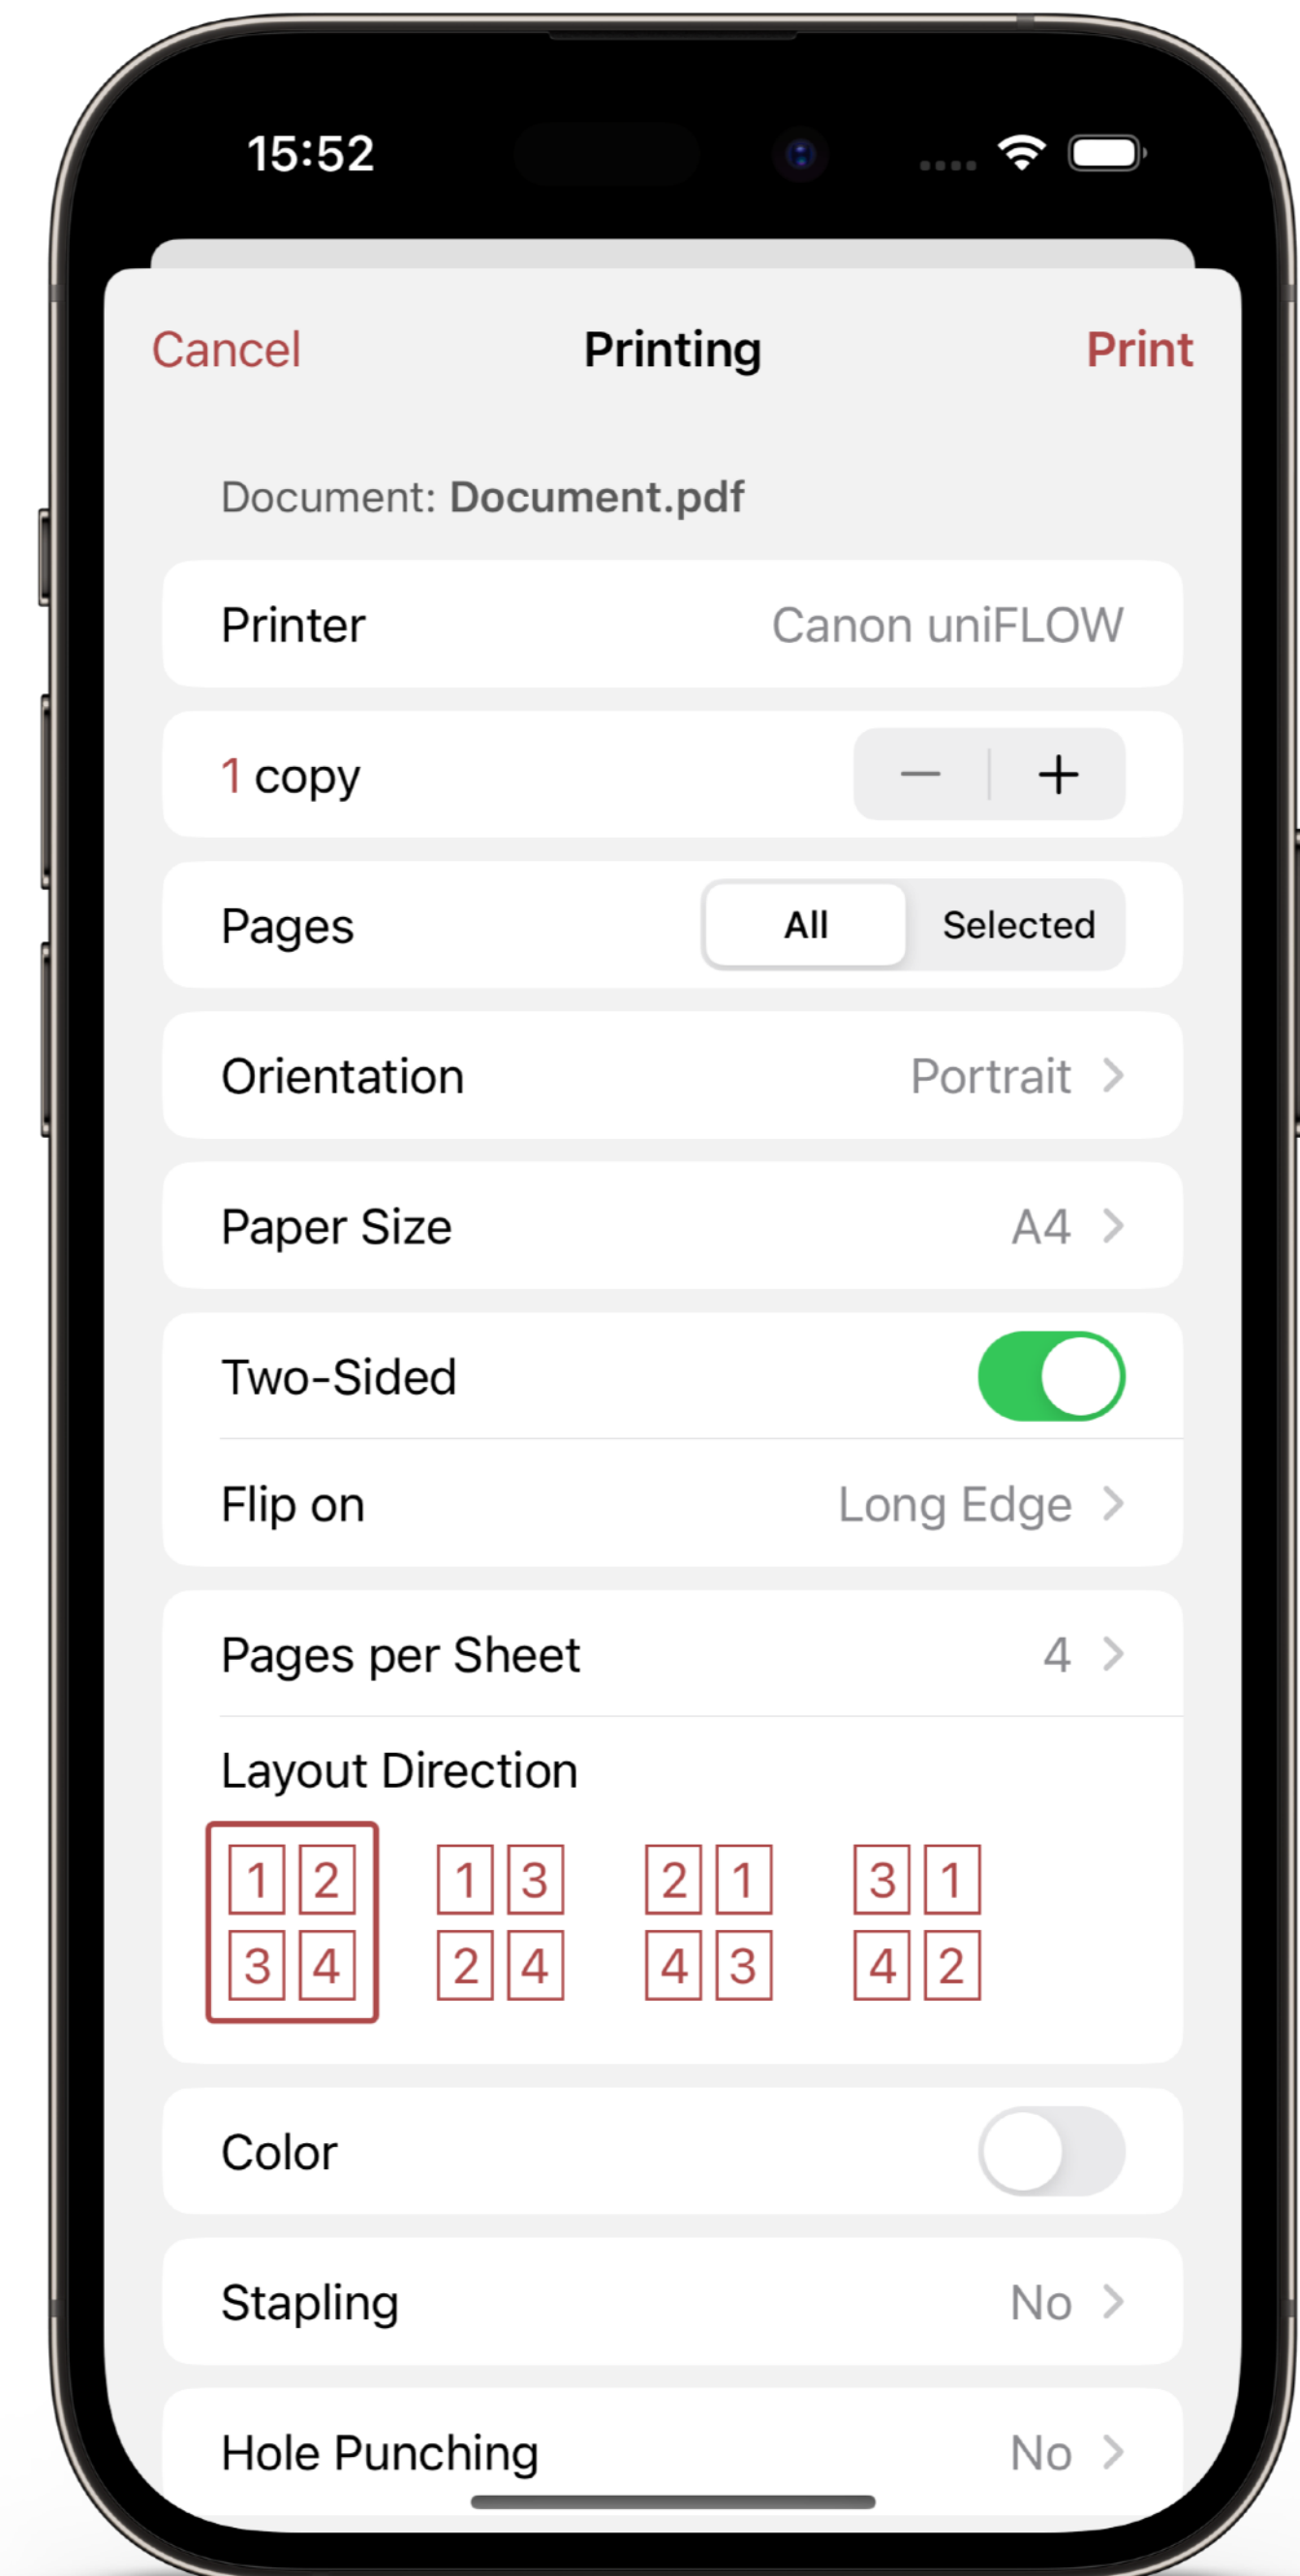 15:52
Cancel Printing Print
Document: Document.pdf
Printer Canon uniFLOW
1 copy − +
Pages All Selected
Orientation Portrait >
Paper Size A4 >
Two-Sided
Flip on Long Edge >
Pages per Sheet 4 >
Layout Direction
1 2 1 3 2 1 3 1
3 4 2 4 4 3 4 2
Color
Stapling No >
Hole Punching No >